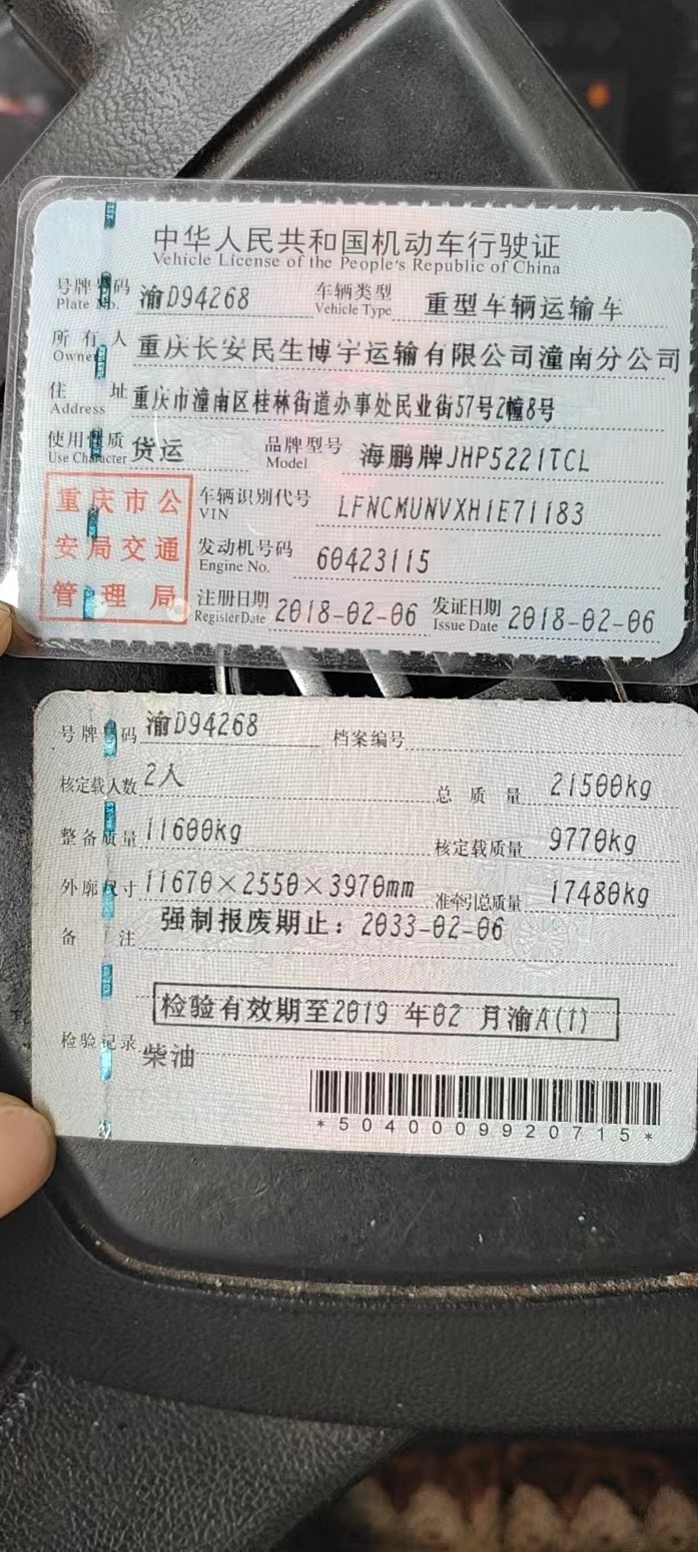 中华人民共和国机动车行驶证
Vehicle License of the People's Republic of China
号牌号码 渝D94268 车辆类型 重型车辆运输车
Plate No. Vehicle Type
所有人 重庆长安民生博宇运输有限公司潼南分公司
Owner
住址 重庆市潼南区桂林街道办事处民业街57号2幢8号
Address
使用性质 货运 品牌型号 海鹏牌JHP5221TCL
Use Character Model
重庆市公安局交通管理局
车辆识别代号 LFNCMUNVXH1E71183
VIN
发动机号码 60423115
Engine No.
注册日期 2018-02-06 发证日期 2018-02-06
Register Date Issue Date
号牌号码 渝D94268 档案编号
核定载人数 2人 总质量 21500kg
整备质量 11600kg 核定载质量 9770kg
外廓尺寸 11670×2550×3970mm 准牵引总质量 17480kg
备注 强制报废期止：2033-02-06
检验有效期至2019 年02 月渝A(1)
检验记录 柴油
*5040009920715*